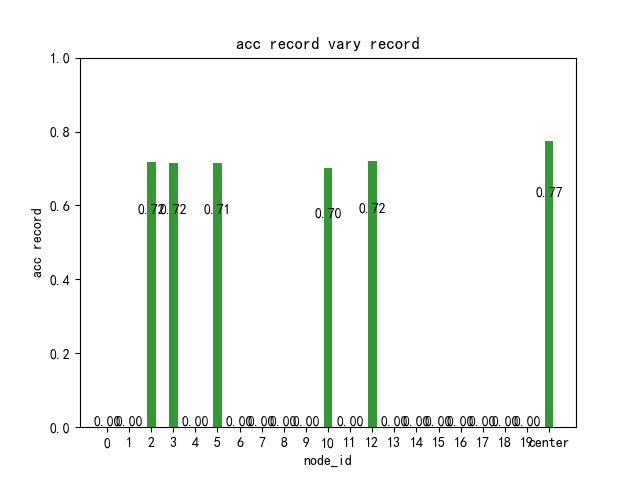 acc record vary record
1.0
0.8
0.6
0.4
0.2
0.0
acc record
0.00 0.00 0.72 0.72 0.00 0.71 0.00 0.00 0.00 0.00 0.70 0.00 0.72 0.00 0.00 0.00 0.00 0.00 0.00 0.00 0.77
0 1 2 3 4 5 6 7 8 9 10 11 12 13 14 15 16 17 18 19 center
node_id